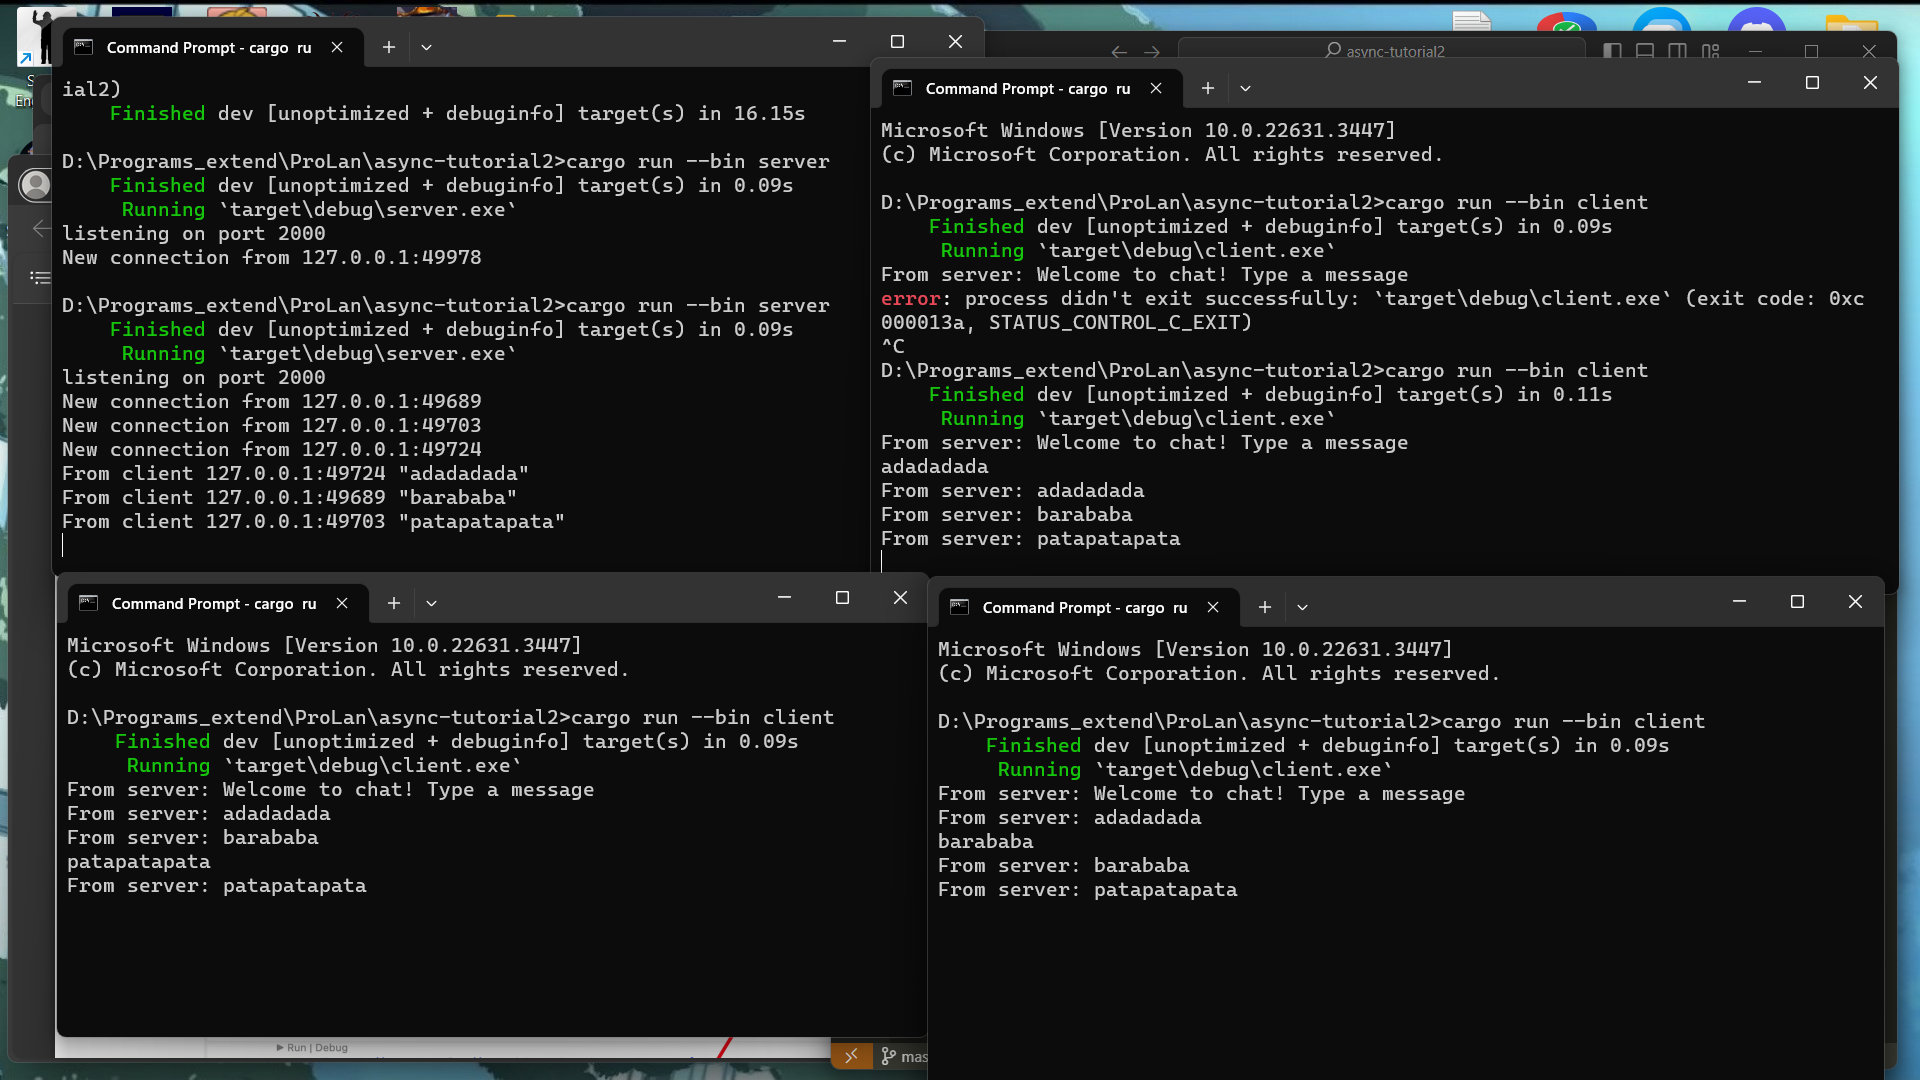 Command Prompt - cargo  ru
ial2)
    Finished dev [unoptimized + debuginfo] target(s) in 16.15s
D:\Programs_extend\ProLan\async-tutorial2>cargo run --bin server
    Finished dev [unoptimized + debuginfo] target(s) in 0.09s
     Running `target\debug\server.exe`
listening on port 2000
New connection from 127.0.0.1:49978
D:\Programs_extend\ProLan\async-tutorial2>cargo run --bin server
    Finished dev [unoptimized + debuginfo] target(s) in 0.09s
     Running `target\debug\server.exe`
listening on port 2000
New connection from 127.0.0.1:49689
New connection from 127.0.0.1:49703
New connection from 127.0.0.1:49724
From client 127.0.0.1:49724 "adadadada"
From client 127.0.0.1:49689 "barababa"
From client 127.0.0.1:49703 "patapatapata"
async-tutorial2
Command Prompt - cargo  ru
Microsoft Windows [Version 10.0.22631.3447]
(c) Microsoft Corporation. All rights reserved.
D:\Programs_extend\ProLan\async-tutorial2>cargo run --bin client
    Finished dev [unoptimized + debuginfo] target(s) in 0.09s
     Running `target\debug\client.exe`
From server: Welcome to chat! Type a message
error: process didn't exit successfully: `target\debug\client.exe` (exit code: 0xc
000013a, STATUS_CONTROL_C_EXIT)
^C
D:\Programs_extend\ProLan\async-tutorial2>cargo run --bin client
    Finished dev [unoptimized + debuginfo] target(s) in 0.11s
     Running `target\debug\client.exe`
From server: Welcome to chat! Type a message
adadadada
From server: adadadada
From server: barababa
From server: patapatapata
Command Prompt - cargo  ru
Microsoft Windows [Version 10.0.22631.3447]
(c) Microsoft Corporation. All rights reserved.
D:\Programs_extend\ProLan\async-tutorial2>cargo run --bin client
    Finished dev [unoptimized + debuginfo] target(s) in 0.09s
     Running `target\debug\client.exe`
From server: Welcome to chat! Type a message
From server: adadadada
From server: barababa
patapatapata
From server: patapatapata
Command Prompt - cargo  ru
Microsoft Windows [Version 10.0.22631.3447]
(c) Microsoft Corporation. All rights reserved.
D:\Programs_extend\ProLan\async-tutorial2>cargo run --bin client
    Finished dev [unoptimized + debuginfo] target(s) in 0.09s
     Running `target\debug\client.exe`
From server: Welcome to chat! Type a message
From server: adadadada
barababa
From server: barababa
From server: patapatapata
Run | Debug
mas